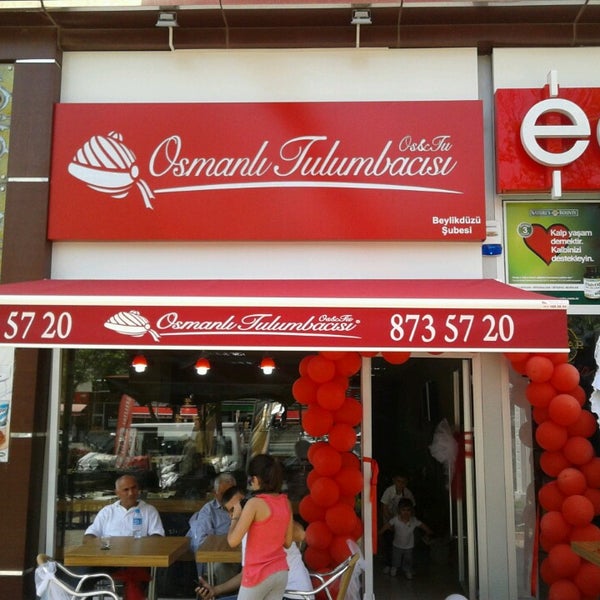 Os&Tu
Osmanlı Tulumbacısı
Beylikdüzü
Şubesi
3
Kalp yaşam
demektir.
Kalbinizi
destekleyin.
5 57 20
Os&Tu
Osmanlı Tulumbacısı
873 57 20